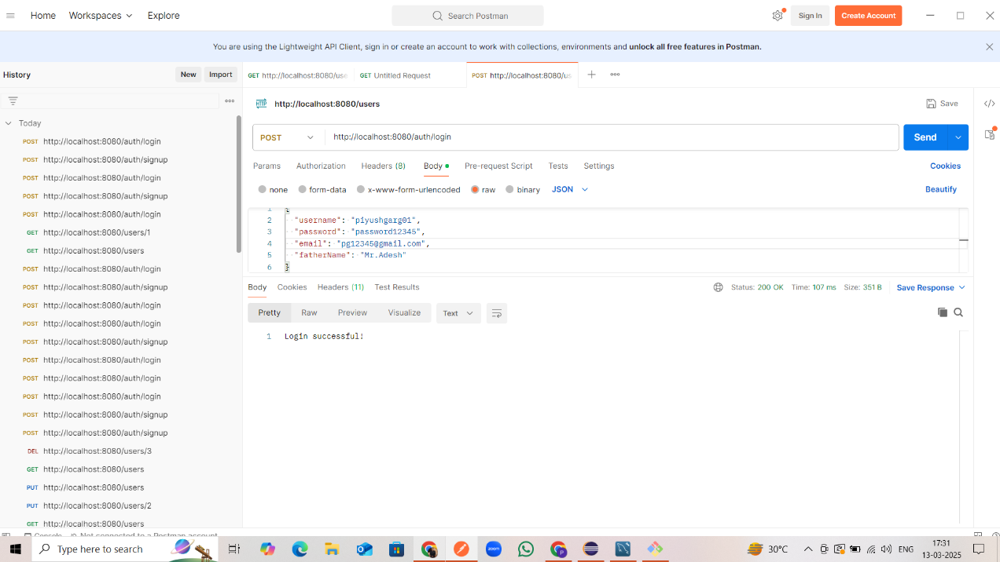 Home Workspaces Explore Search Postman Sign In Create Account
You are using the Lightweight API Client, sign in or create an account to work with collections, environments and unlock all free features in Postman.
History New Import
GET http://localhost:8080/use GET Untitled Request POST http://localhost:8080/us
HTTP http://localhost:8080/users Save
Today
POST http://localhost:8080/auth/login
POST http://localhost:8080/auth/signup
POST http://localhost:8080/auth/login
POST http://localhost:8080/auth/signup
POST http://localhost:8080/auth/login
GET http://localhost:8080/users/1
GET http://localhost:8080/users
POST http://localhost:8080/auth/login
POST http://localhost:8080/auth/signup
POST http://localhost:8080/auth/login
POST http://localhost:8080/auth/login
POST http://localhost:8080/auth/signup
POST http://localhost:8080/auth/login
POST http://localhost:8080/auth/login
POST http://localhost:8080/auth/login
POST http://localhost:8080/auth/signup
POST http://localhost:8080/auth/signup
DEL http://localhost:8080/users/3
GET http://localhost:8080/users
PUT http://localhost:8080/users
PUT http://localhost:8080/users/2
GET http://localhost:8080/users
Console Not connected to a Postman account
POST http://localhost:8080/auth/login Send
Params Authorization Headers (8) Body Pre-request Script Tests Settings Cookies
none form-data x-www-form-urlencoded raw binary JSON Beautify
1 {
2 "username": "piyushgarg01",
3 "password": "password12345",
4 "email": "pg12345@gmail.com",
5 "fatherName": "Mr.Adesh"
6 }
Body Cookies Headers (11) Test Results Status: 200 OK Time: 107 ms Size: 351 B Save Response
Pretty Raw Preview Visualize Text
1 Login successful!
Type here to search zoom P 30°C ENG 17:31
13-03-2025